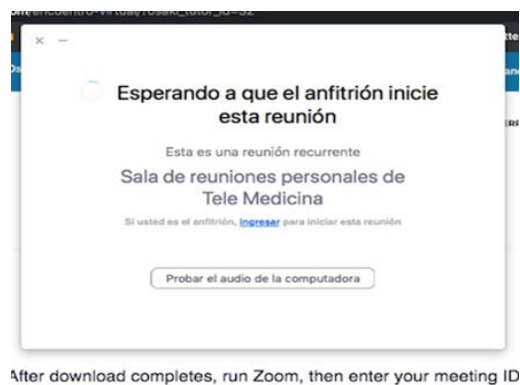 Esperando a que el anfitrión inicie
esta reunión
Esta es una reunión recurrente
Sala de reuniones personales de
Tele Medicina
Si usted es el anfitrión, ingresar para iniciar esta reunión
Probar el audio de la computadora
After download completes, run Zoom, then enter your meeting ID